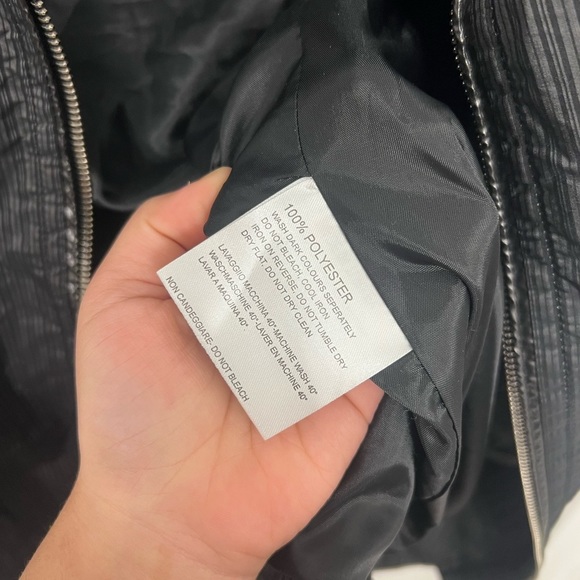 100% POLYESTER
WASH DARK COLOURS SEPERATELY
DO NOT BLEACH, COOL IRON
IRON ON REVERSE, DO NOT TUMBLE DRY
DRY, FLAT, DO NOT DRY CLEAN
LAVAGGIIO MACCHINA 40°-MACHINE WASH 40°
WASCHMASCHINE 40°-LAVER EN MACHINE 40°
LAVAR A MAQUINA 40°
NON CANDEGGIARE- DO NOT BLEACH